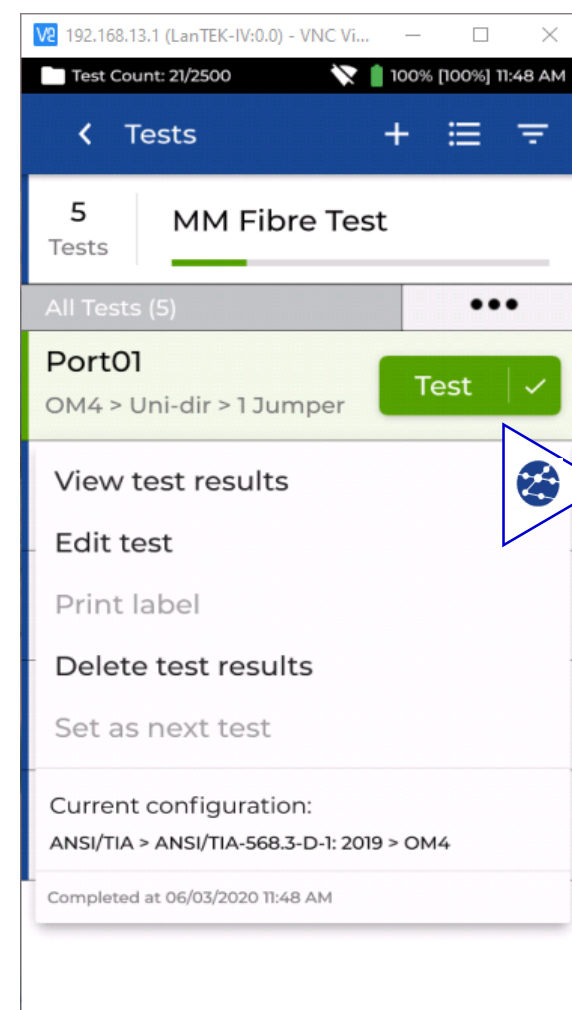 192.168.13.1 (LanTEK-IV:0.0) - VNC Vi...
Test Count: 21/2500 100% [100%] 11:48 AM
Tests
5
Tests
MM Fibre Test
All Tests (5)
Port01
OM4 > Uni-dir > 1 Jumper
Test
View test results
Edit test
Print label
Delete test results
Set as next test
Current configuration:
ANSI/TIA > ANSI/TIA-568.3-D-1: 2019 > OM4
Completed at 06/03/2020 11:48 AM